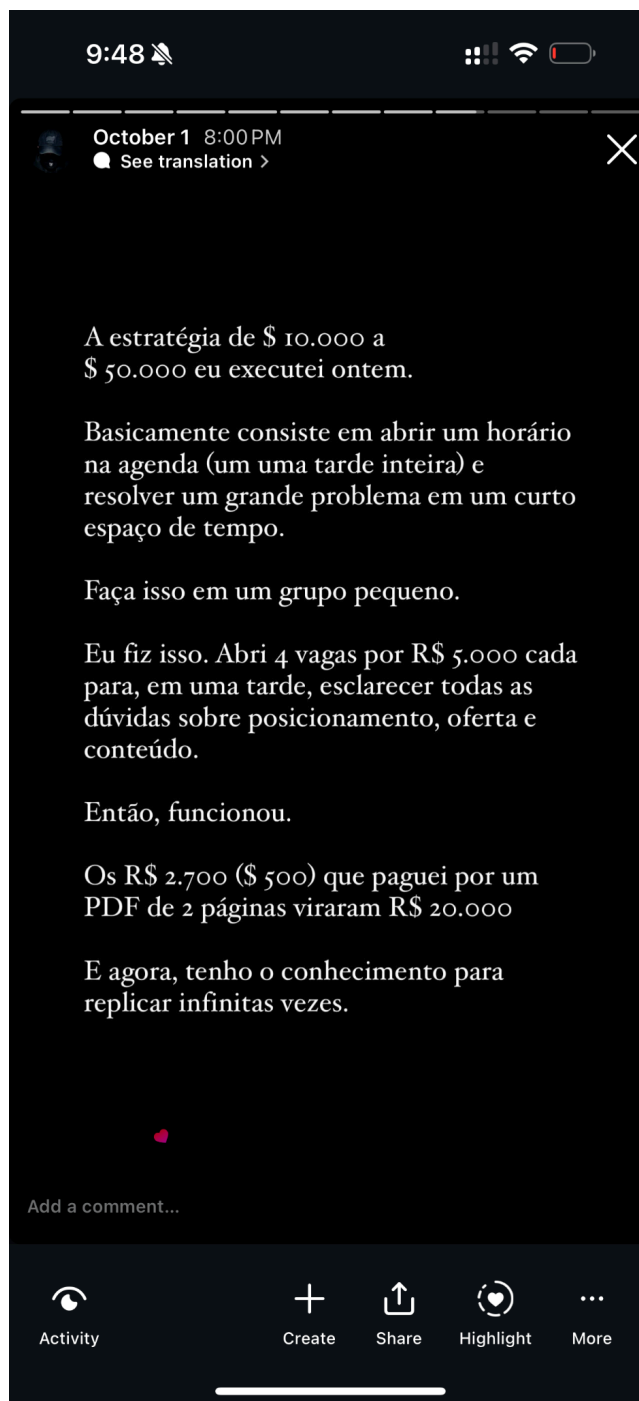 9:48
October 1 8:00 PM
See translation >
A estratégia de $ 10.000 a
$ 50.000 eu executei ontem.
Basicamente consiste em abrir um horário
na agenda (um uma tarde inteira) e
resolver um grande problema em um curto
espaço de tempo.
Faça isso em um grupo pequeno.
Eu fiz isso. Abri 4 vagas por R$ 5.000 cada
para, em uma tarde, esclarecer todas as
dúvidas sobre posicionamento, oferta e
conteúdo.
Então, funcionou.
Os R$ 2.700 ($ 500) que paguei por um
PDF de 2 páginas viraram R$ 20.000
E agora, tenho o conhecimento para
replicar infinitas vezes.
Add a comment...
Activity Create Share Highlight More